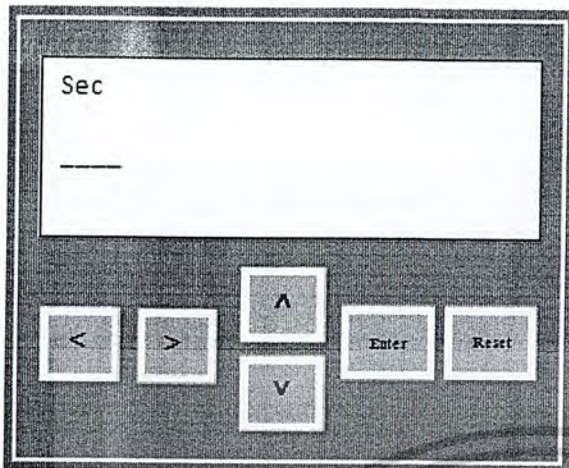 Sec
____
< > ^ v Enter Reset